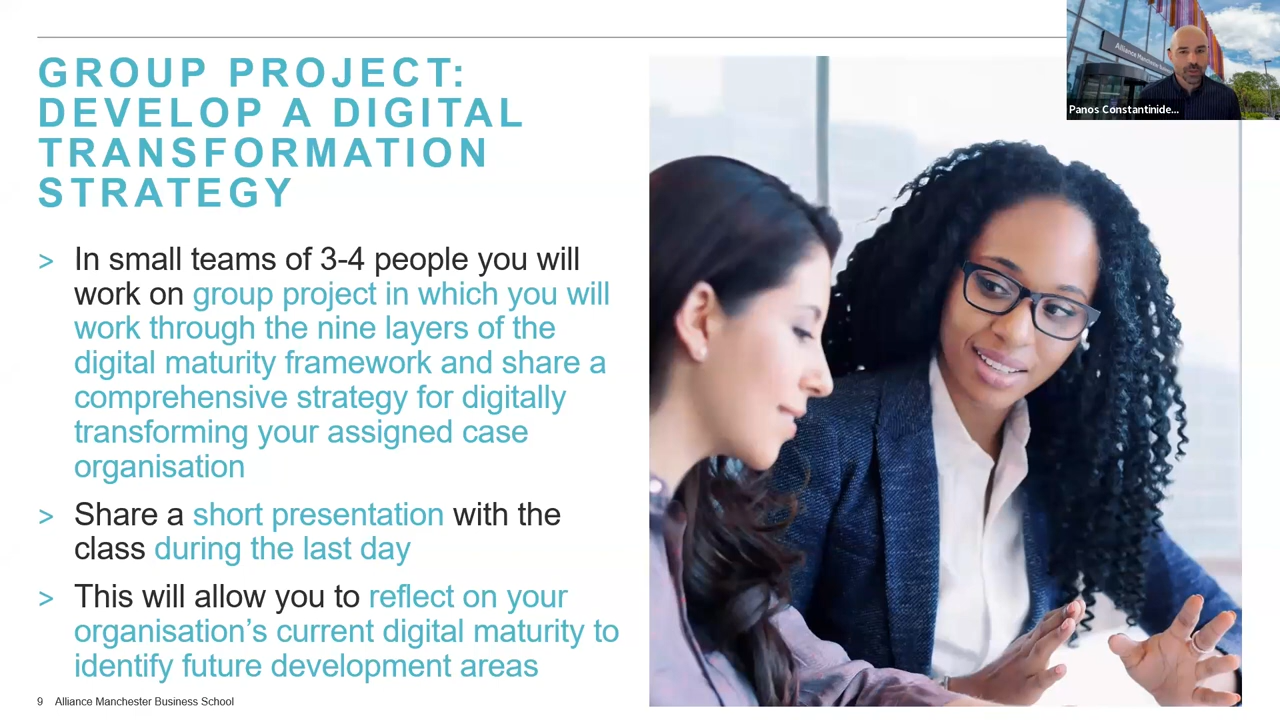 GROUP PROJECT:
DEVELOP A DIGITAL
TRANSFORMATION
STRATEGY
> In small teams of 3-4 people you will
work on group project in which you will
work through the nine layers of the
digital maturity framework and share a
comprehensive strategy for digitally
transforming your assigned case
organisation
> Share a short presentation with the
class during the last day
> This will allow you to reflect on your
organisation’s current digital maturity to
identify future development areas
9 Alliance Manchester Business School
Alliance Manchester Business
Panos Constantinide...